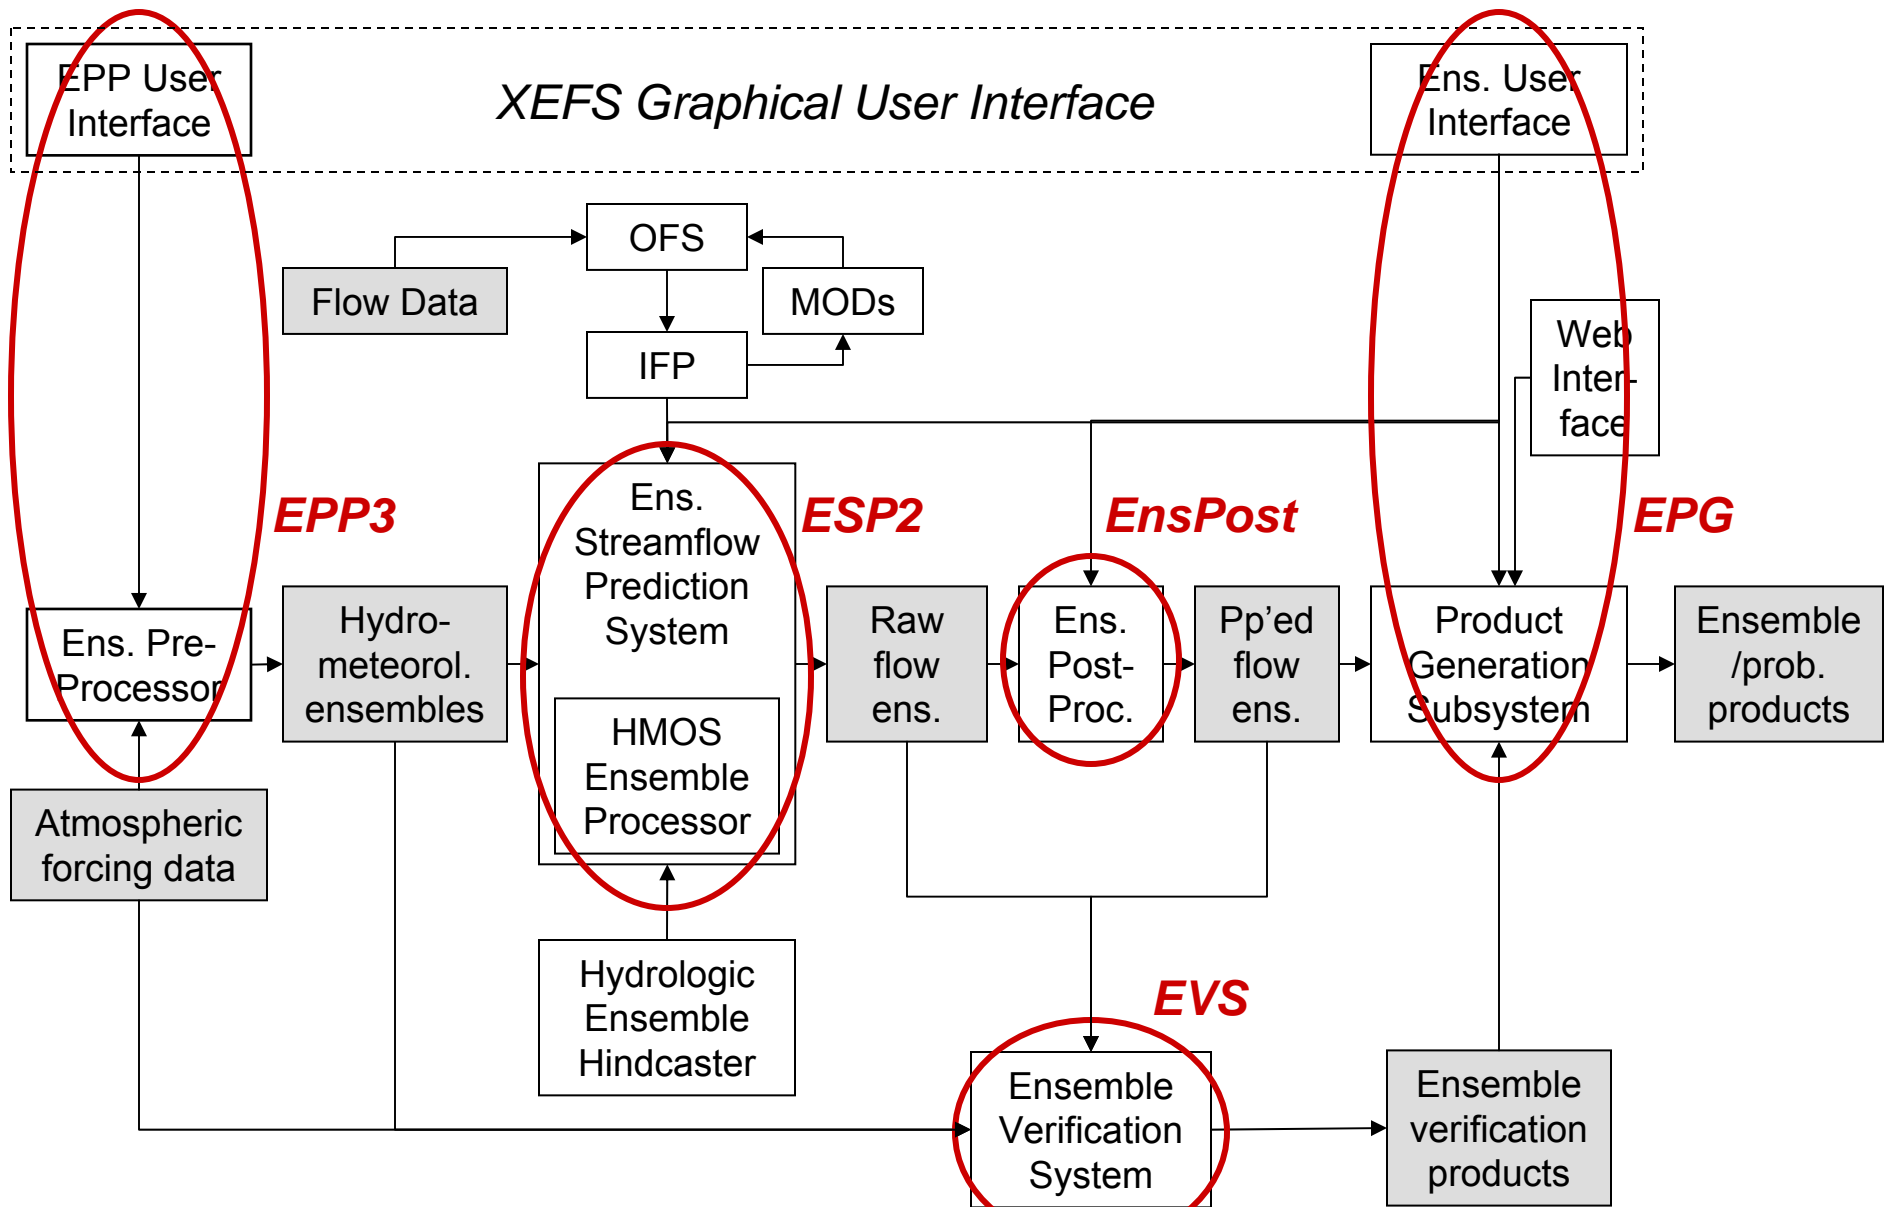 EPP User
Interface
XEFS Graphical User Interface
Ens. User
Interface
OFS
Flow Data
MODs
IFP
Web
Inter-
face
EPP3
Ens.
Streamflow
Prediction
System
ESP2
EnsPost
EPG
Ens. Pre-
Processor
Hydro-
meteorol.
ensembles
HMOS
Ensemble
Processor
Raw
flow
ens.
Ens.
Post-
Proc.
Pp'ed
flow
ens.
Product
Generation
Subsystem
Ensemble
/prob.
products
Atmospheric
forcing data
Hydrologic
Ensemble
Hindcaster
EVS
Ensemble
Verification
System
Ensemble
verification
products